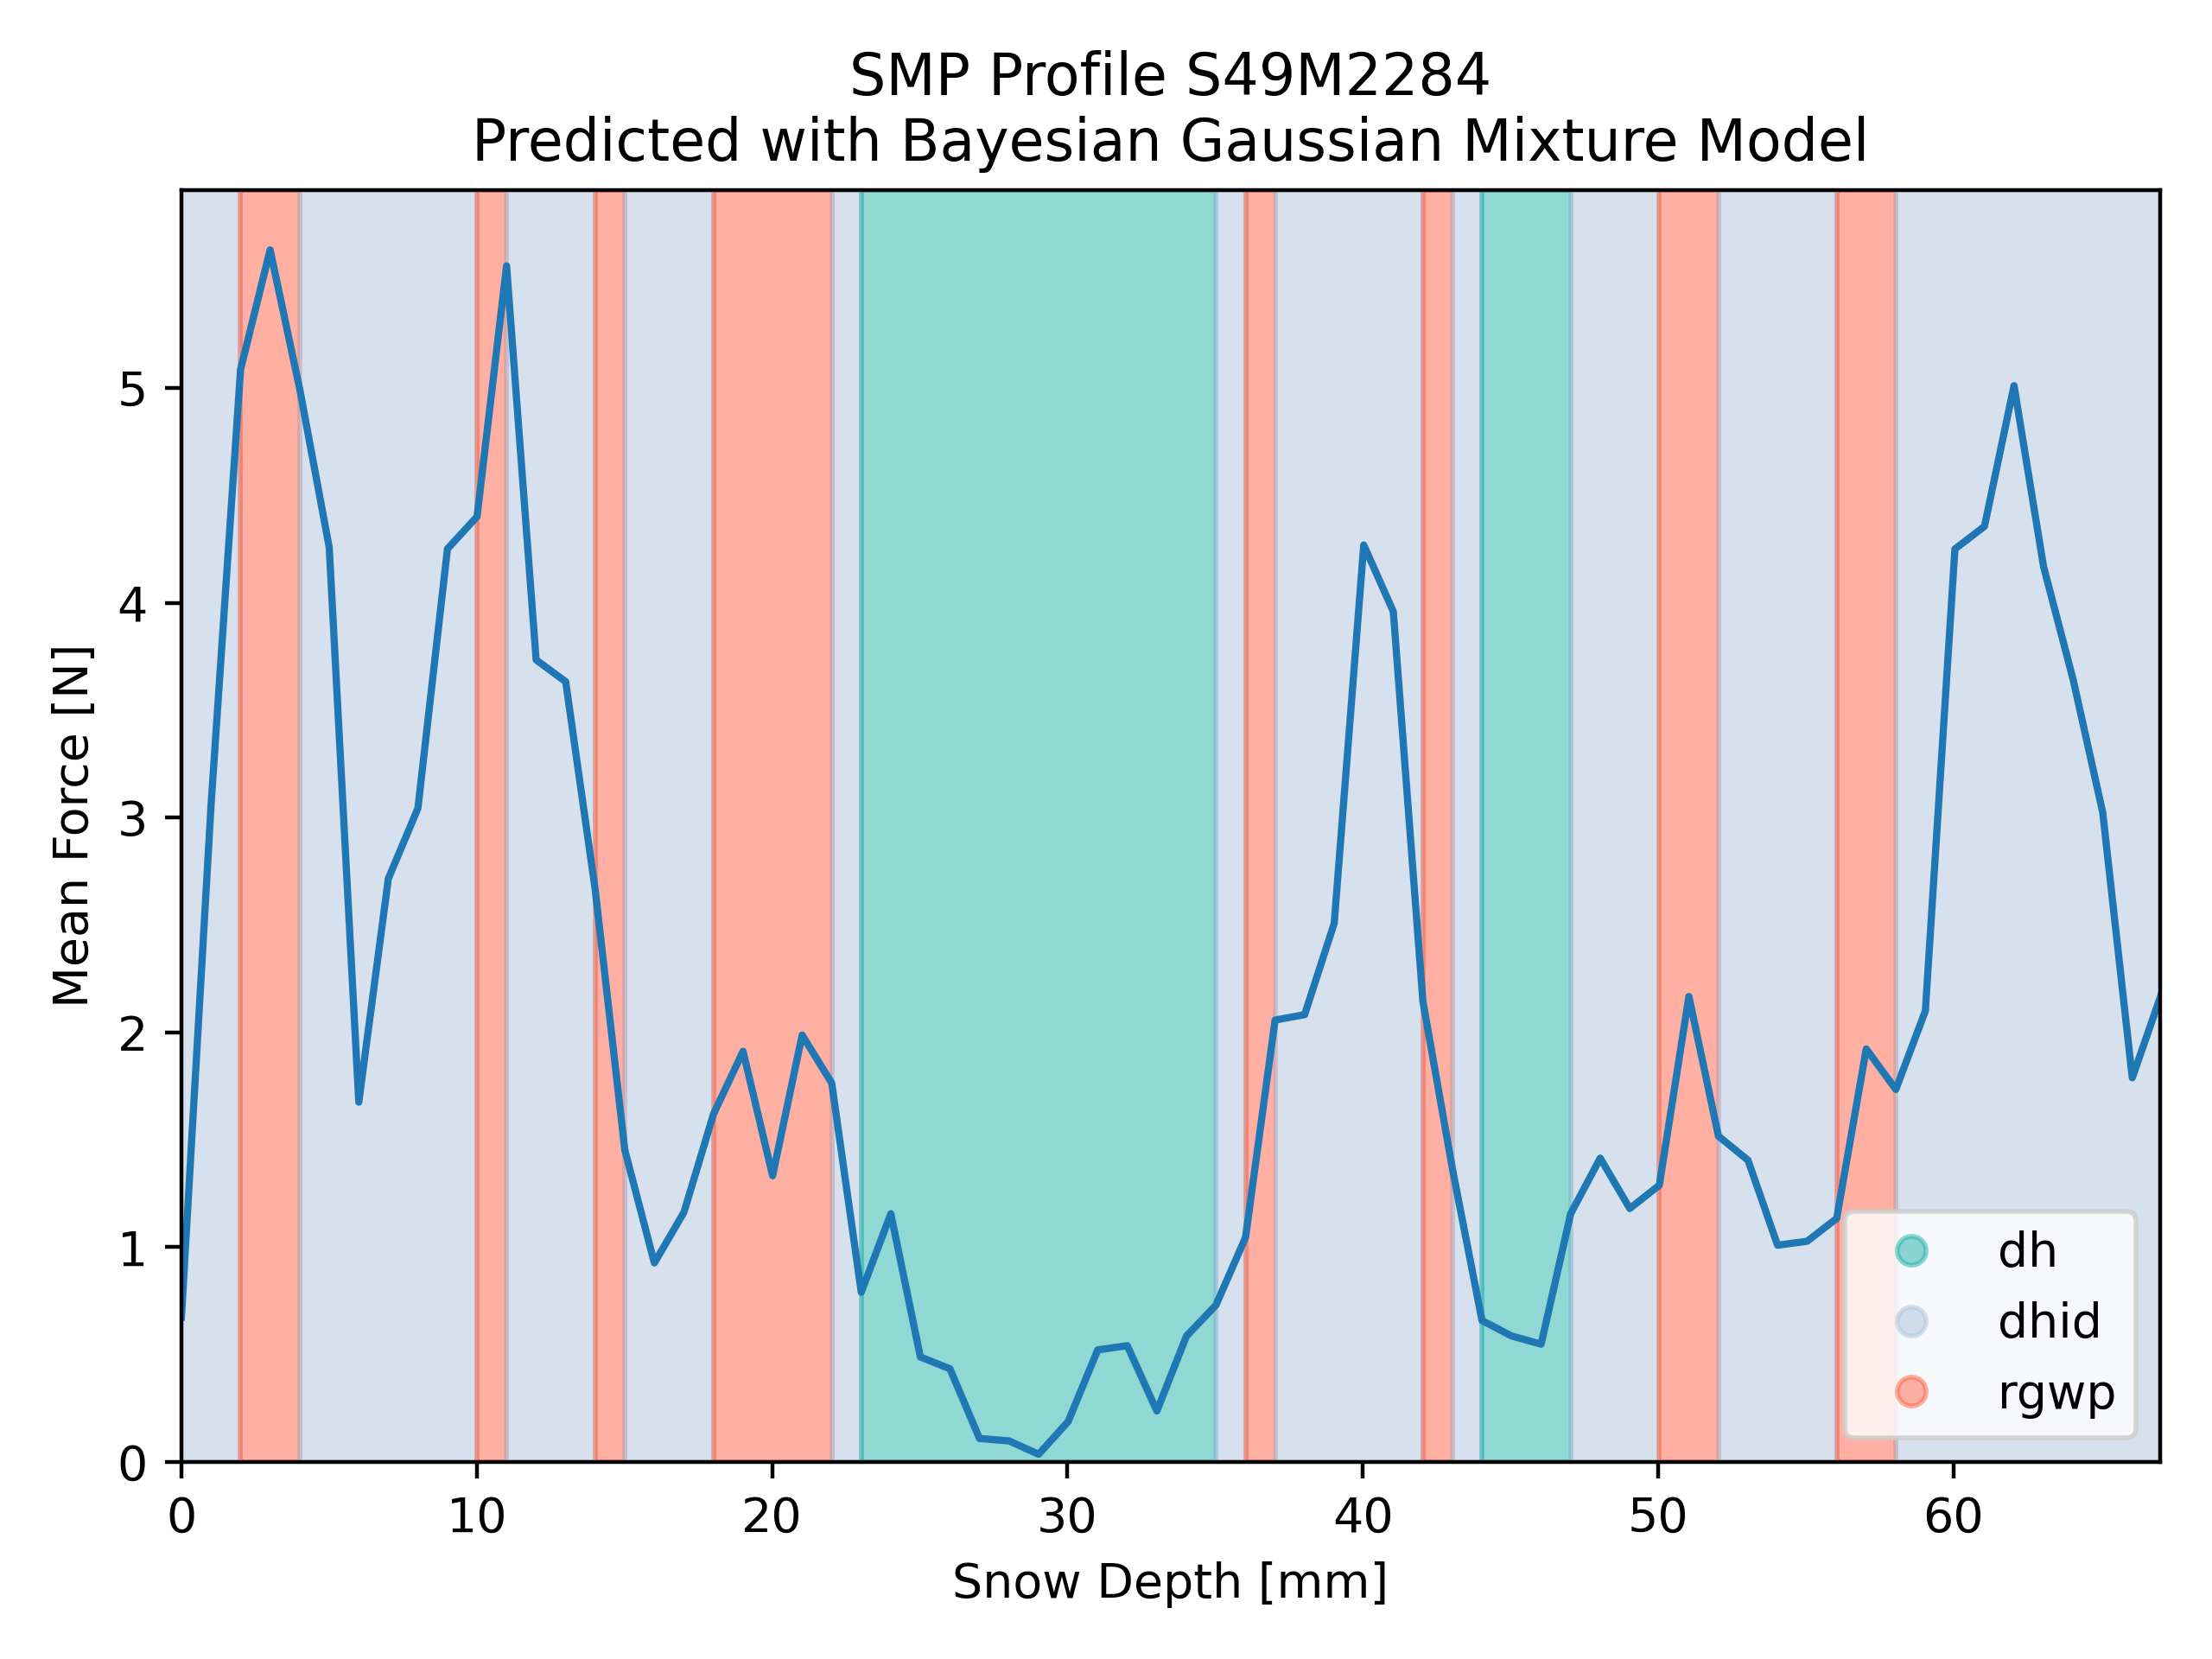 SMP Profile S49M2284
Predicted with Bayesian Gaussian Mixture Model
Mean Force [N]
5
4
3
2
1
0
dh
dhid
rgwp
0 10 20 30 40 50 60
Snow Depth [mm]